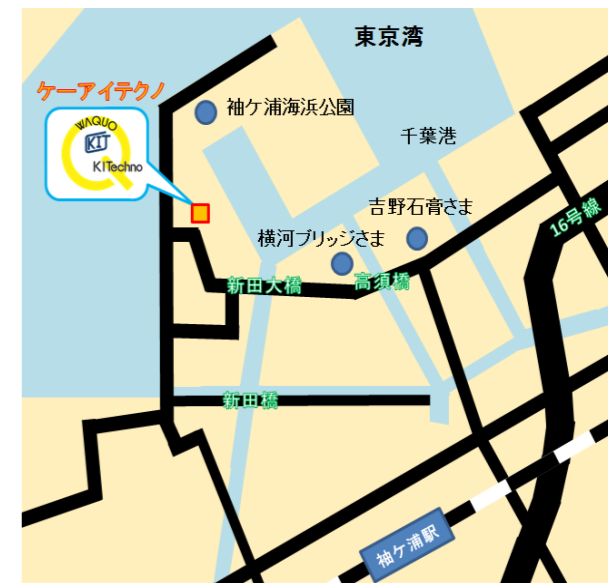 東京湾
ケーアイテクノ
袖ケ浦海浜公園
WAQUO
KIT
KITechno
千葉港
吉野石膏さま
16号線
横河ブリッジさま
新田大橋
高須橋
新田橋
袖ケ浦駅